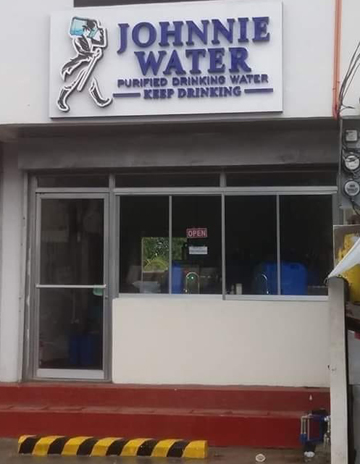 JOHNNIE
WATER
PURIFIED DRINKING WATER
KEEP DRINKING
OPEN